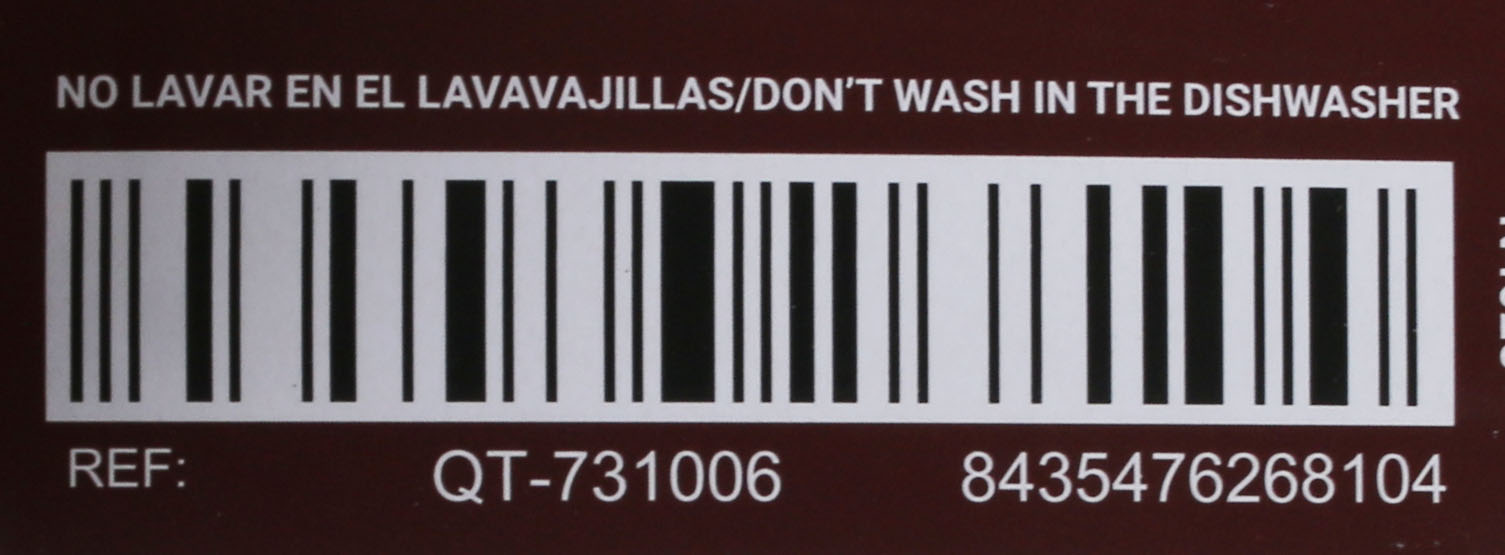 NO LAVAR EN EL LAVAVAJILLAS/DON'T WASH IN THE DISHWASHER
REF: QT-731006 8435476268104